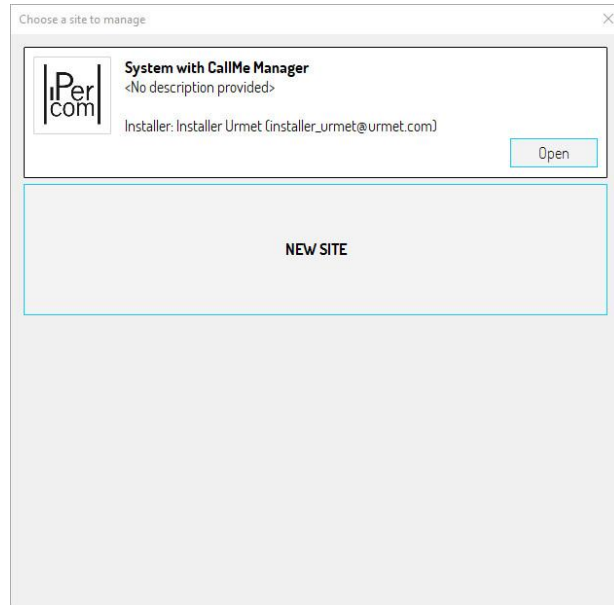 Choose a site to manage
System with CallMe Manager
<No description provided>
iPer
com
Installer: Installer Urmet (installer_urmet@urmet.com)
Open
NEW SITE